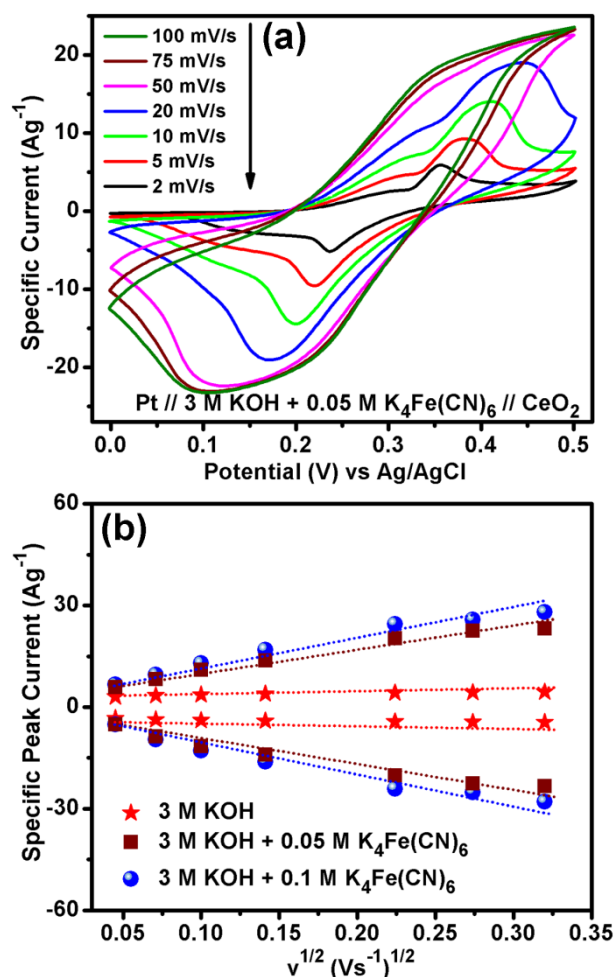 (a)
100 mV/s
75 mV/s
50 mV/s
20 mV/s
10 mV/s
5 mV/s
2 mV/s
20
10
0
-10
-20
Specific Current (Ag⁻¹)
Pt // 3 M KOH + 0.05 M K₄Fe(CN)₆ // CeO₂
0.0 0.1 0.2 0.3 0.4 0.5
Potential (V) vs Ag/AgCl
(b)
60
30
0
-30
-60
Specific Peak Current (Ag⁻¹)
3 M KOH
3 M KOH + 0.05 M K₄Fe(CN)₆
3 M KOH + 0.1 M K₄Fe(CN)₆
0.05 0.10 0.15 0.20 0.25 0.30 0.35
v^1/2 (Vs⁻¹)^1/2